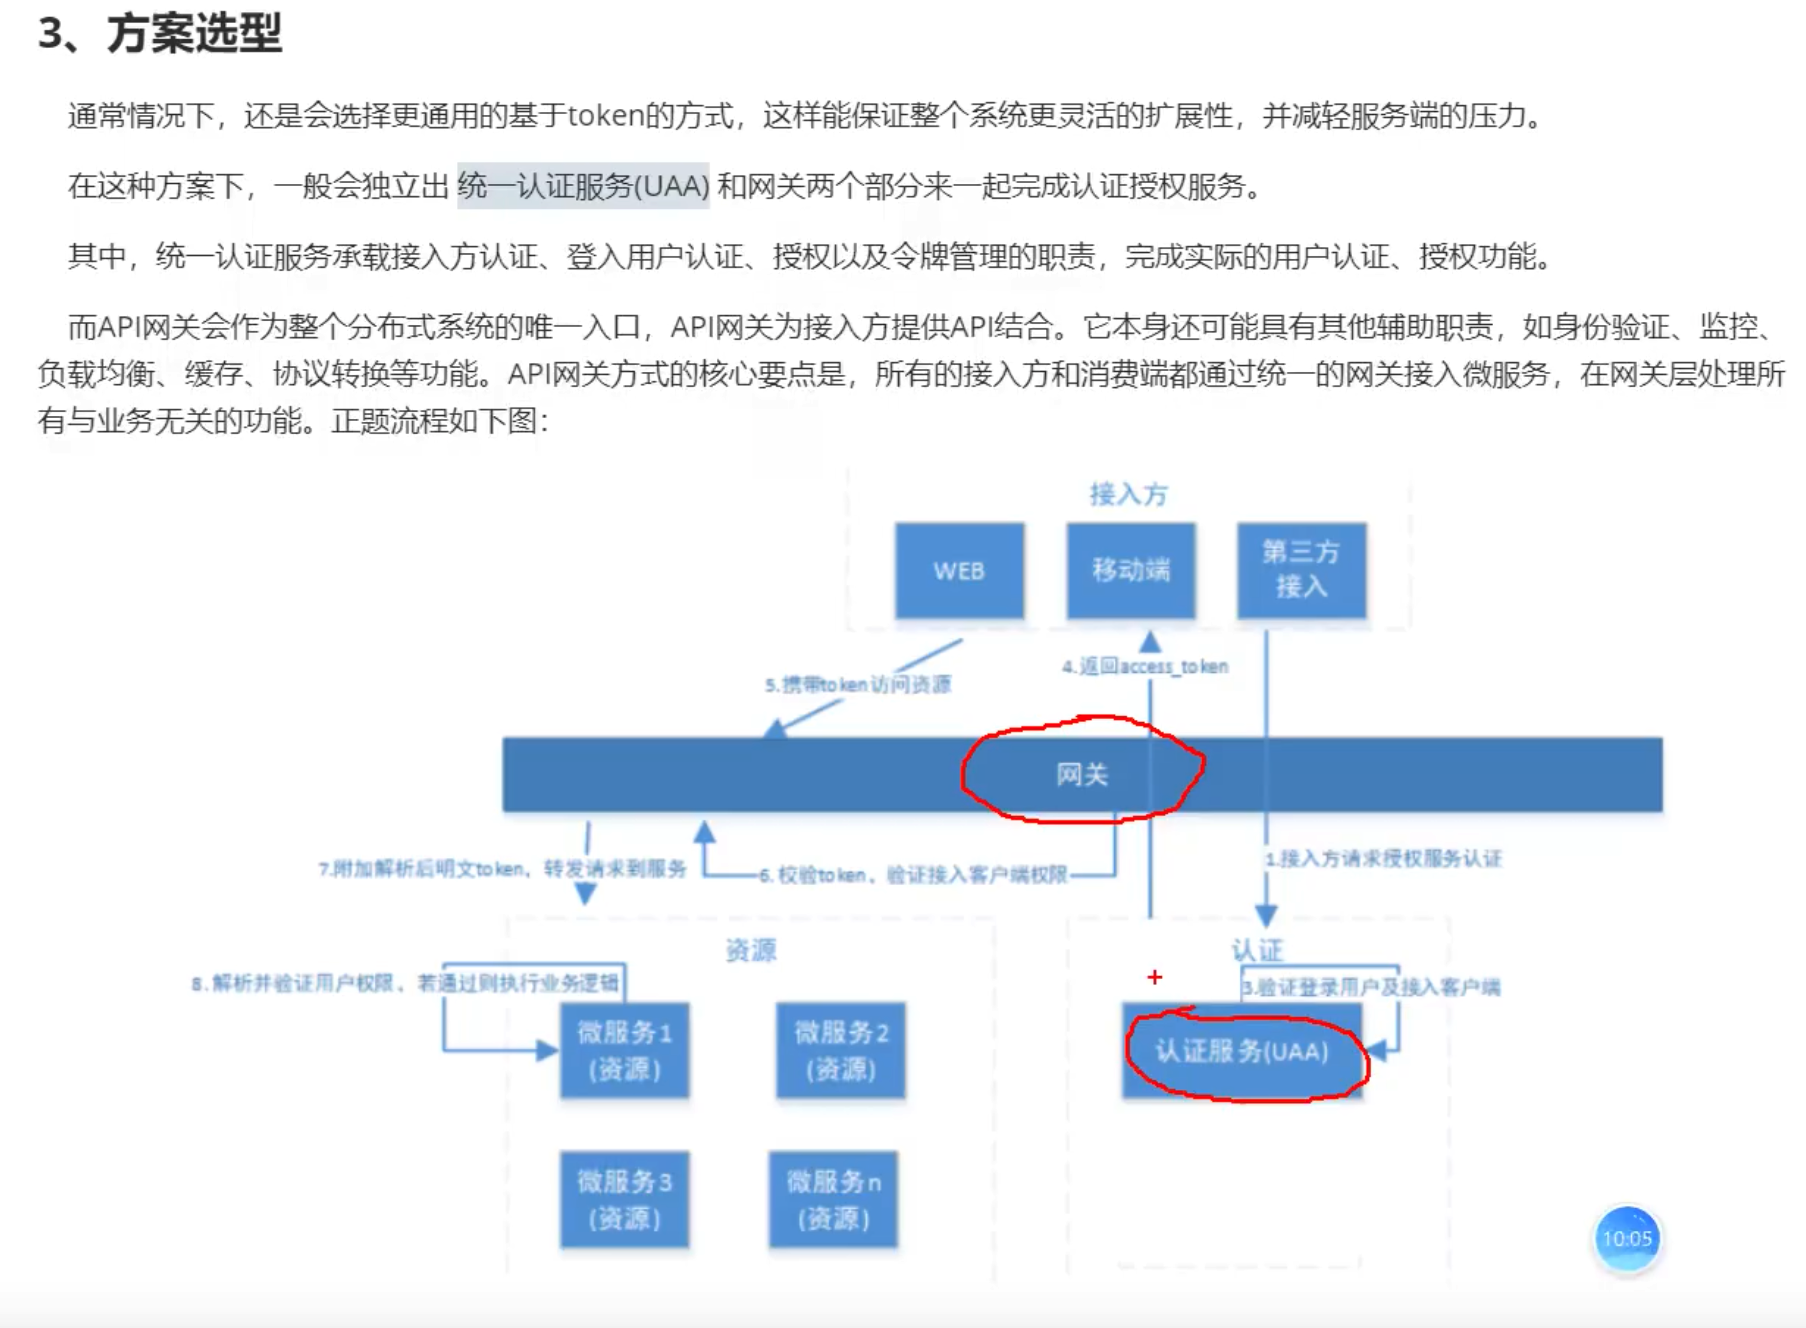 3、方案选型
通常情况下，还是会选择更通用的基于token的方式，这样能保证整个系统更灵活的扩展性，并减轻服务端的压力。
在这种方案下，一般会独立出 统一认证服务(UAA) 和网关两个部分来一起完成认证授权服务。
其中，统一认证服务承载接入方认证、登入用户认证、授权以及令牌管理的职责，完成实际的用户认证、授权功能。
而API网关会作为整个分布式系统的唯一入口，API网关为接入方提供API结合。它本身还可能具有其他辅助职责，如身份验证、监控、
负载均衡、缓存、协议转换等功能。API网关方式的核心要点是，所有的接入方和消费端都通过统一的网关接入微服务，在网关层处理所
有与业务无关的功能。正题流程如下图：
接入方
WEB
移动端
第三方
接入
4.返回access_token
5.携带token访问资源
网关
1.接入方请求授权服务认证
7.附加解析后明文token，转发请求到服务
6.校验token，验证接入客户端权限
资源
认证
8.解析并验证用户权限，若通过则执行业务逻辑
3.验证登录用户及接入客户端
微服务1
(资源)
微服务2
(资源)
认证服务(UAA)
微服务3
(资源)
微服务n
(资源)
10:05